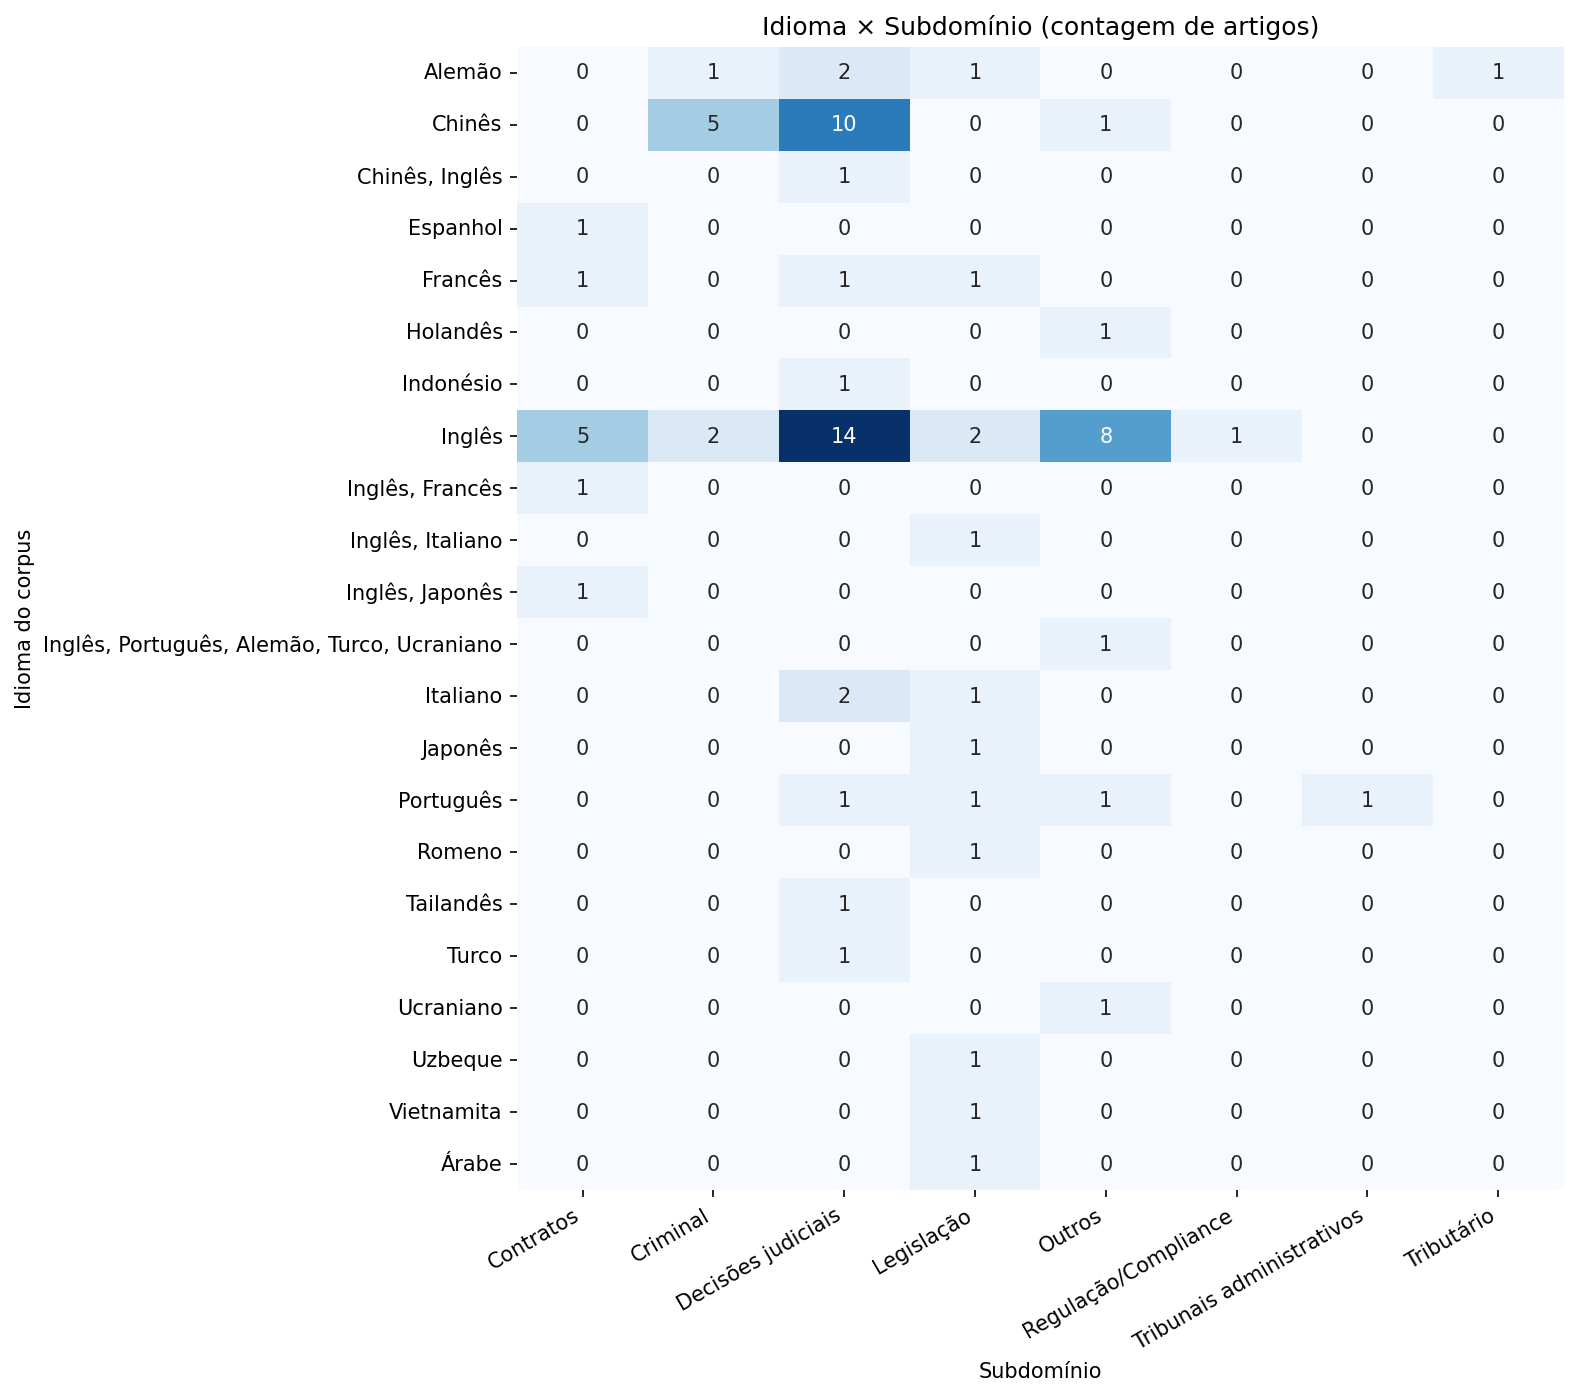 Idioma × Subdomínio (contagem de artigos)
Idioma do corpus
Alemão 0 1 2 1 0 0 0 1
Chinês 0 5 10 0 1 0 0 0
Chinês, Inglês 0 0 1 0 0 0 0 0
Espanhol 1 0 0 0 0 0 0 0
Francês 1 0 1 1 0 0 0 0
Holandês 0 0 0 0 1 0 0 0
Indonésio 0 0 1 0 0 0 0 0
Inglês 5 2 14 2 8 1 0 0
Inglês, Francês 1 0 0 0 0 0 0 0
Inglês, Italiano 0 0 0 1 0 0 0 0
Inglês, Japonês 1 0 0 0 0 0 0 0
Inglês, Português, Alemão, Turco, Ucraniano 0 0 0 0 1 0 0 0
Italiano 0 0 2 1 0 0 0 0
Japonês 0 0 0 1 0 0 0 0
Português 0 0 1 1 1 0 1 0
Romeno 0 0 0 1 0 0 0 0
Tailandês 0 0 1 0 0 0 0 0
Turco 0 0 1 0 0 0 0 0
Ucraniano 0 0 0 0 1 0 0 0
Uzbeque 0 0 0 1 0 0 0 0
Vietnamita 0 0 0 1 0 0 0 0
Árabe 0 0 0 1 0 0 0 0
Contratos
Criminal
Decisões judiciais
Legislação
Outros
Regulação/Compliance
Tribunais administrativos
Tributário
Subdomínio